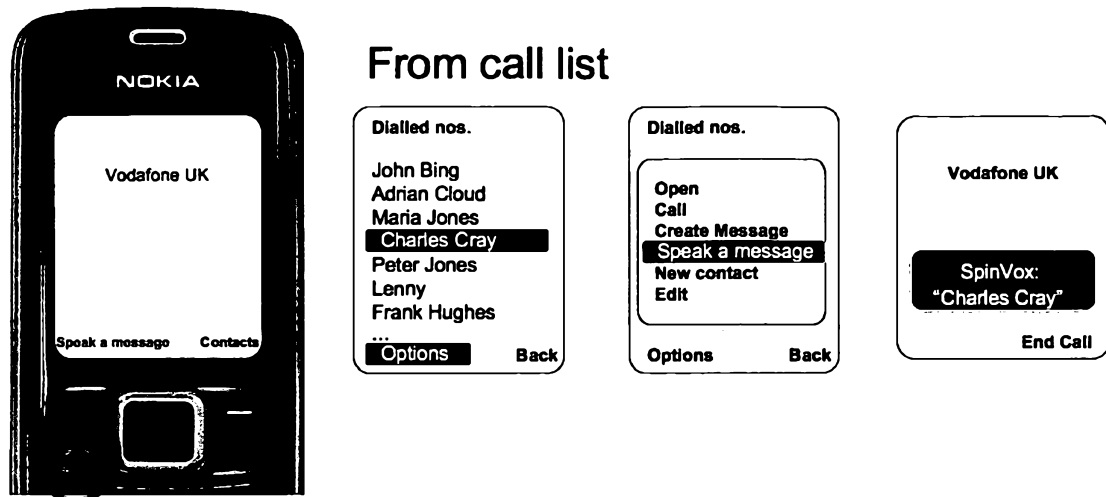 NOKIA
Vodafone UK
Speak a message
Contacts
From call list
Dialled nos.
John Bing
Adrian Cloud
Maria Jones
Charles Cray
Peter Jones
Lenny
Frank Hughes
...
Options
Back
Dialled nos.
Open
Call
Create Message
Speak a message
New contact
Edit
Options
Back
Vodafone UK
SpinVox:
“Charles Cray”
End Call